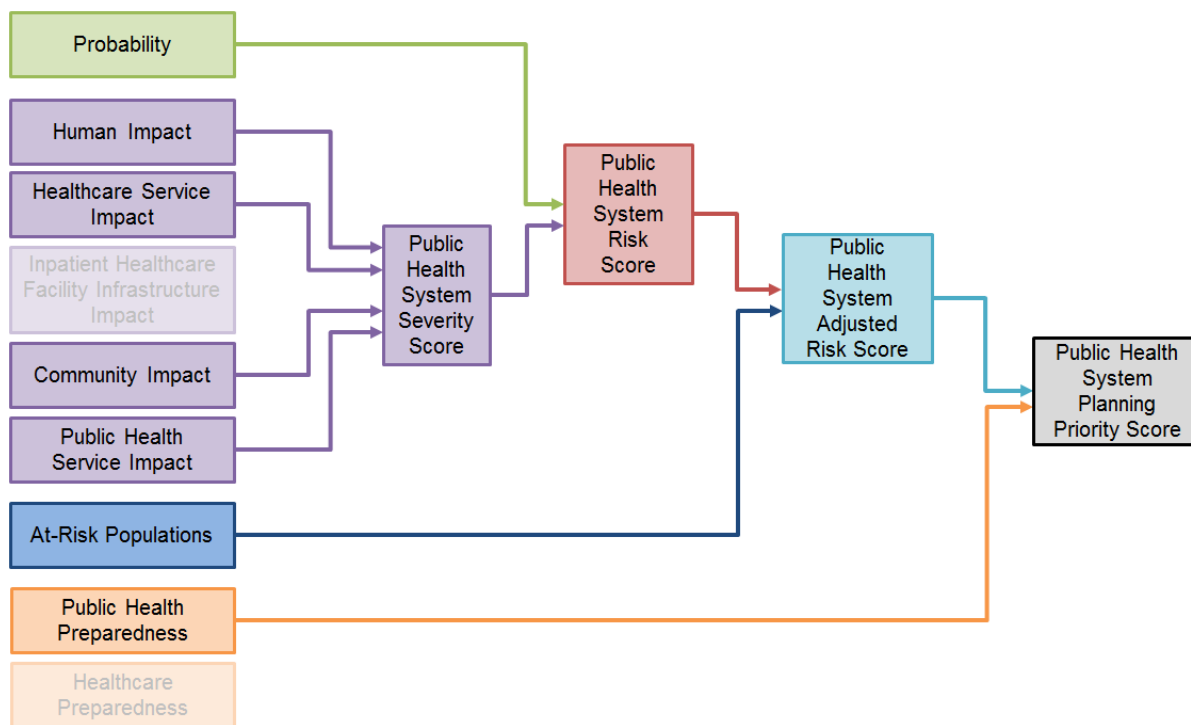 Probability
Human Impact
Healthcare Service
Impact
Inpatient Healthcare
Facility Infrastructure
Impact
Community Impact
Public Health
Service Impact
At-Risk Populations
Public Health
Preparedness
Healthcare
Preparedness
Public
Health
System
Severity
Score
Public
Health
System
Risk
Score
Public
Health
System
Adjusted
Risk Score
Public Health
System
Planning
Priority Score